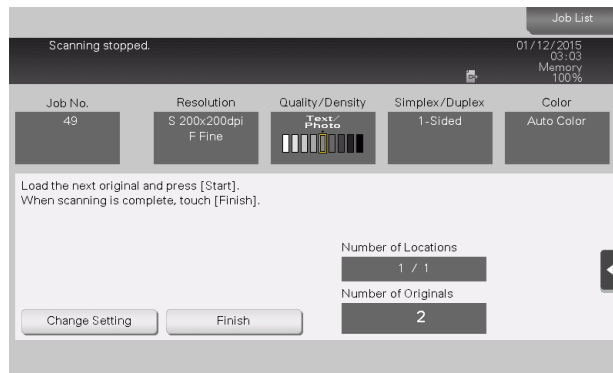 Job List
Scanning stopped.
01/12/2015
03:03
Memory
100%
Job No.
49
Resolution
S 200x200dpi
F Fine
Quality/Density
Text/
Photo
Simplex/Duplex
1-Sided
Color
Auto Color
Load the next original and press [Start].
When scanning is complete, touch [Finish].
Number of Locations
1 / 1
Number of Originals
2
Change Setting
Finish